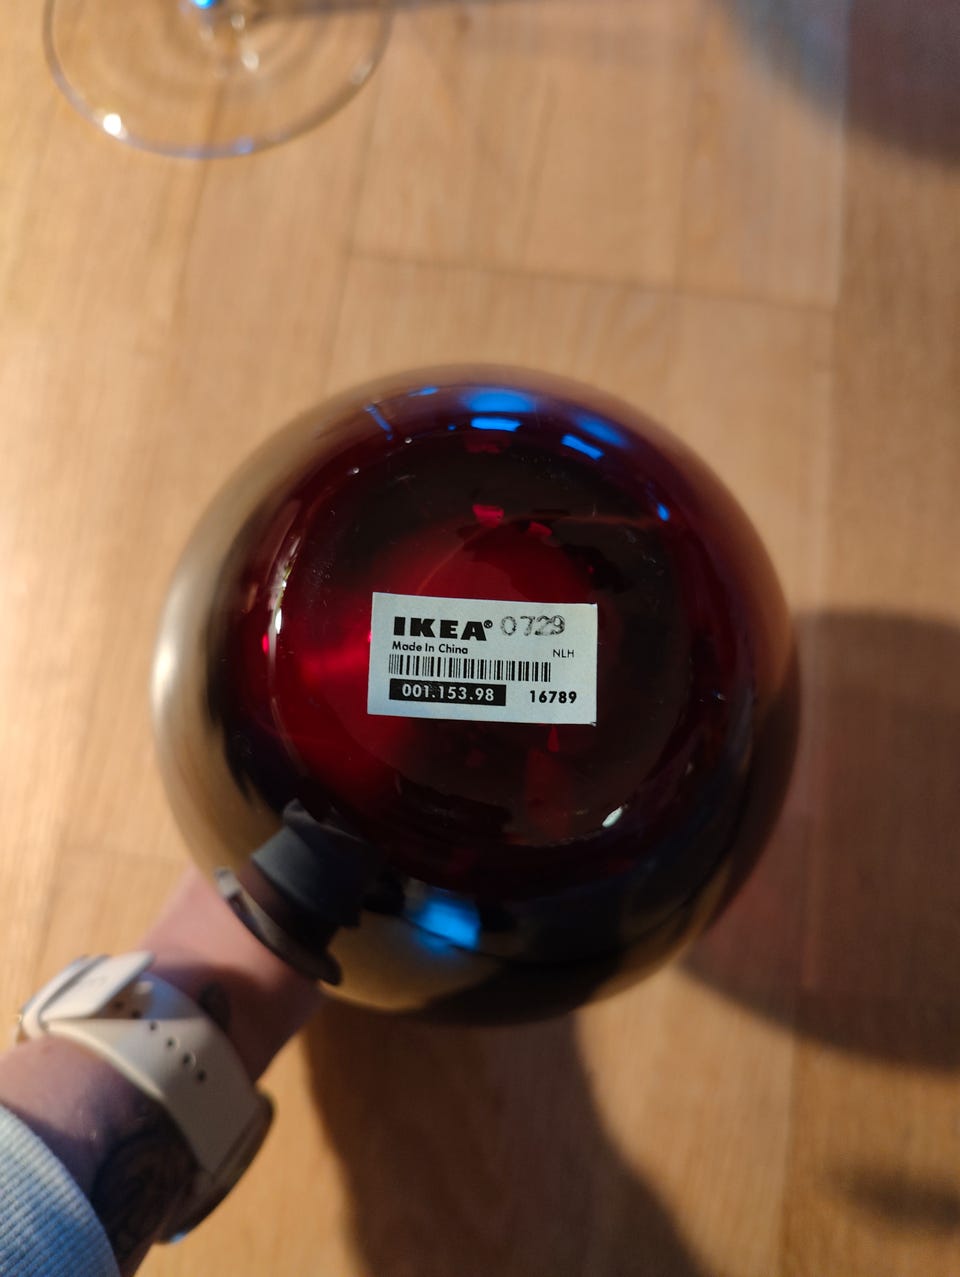 IKEA® 0729
Made In China
NLH
001.153.98 16789